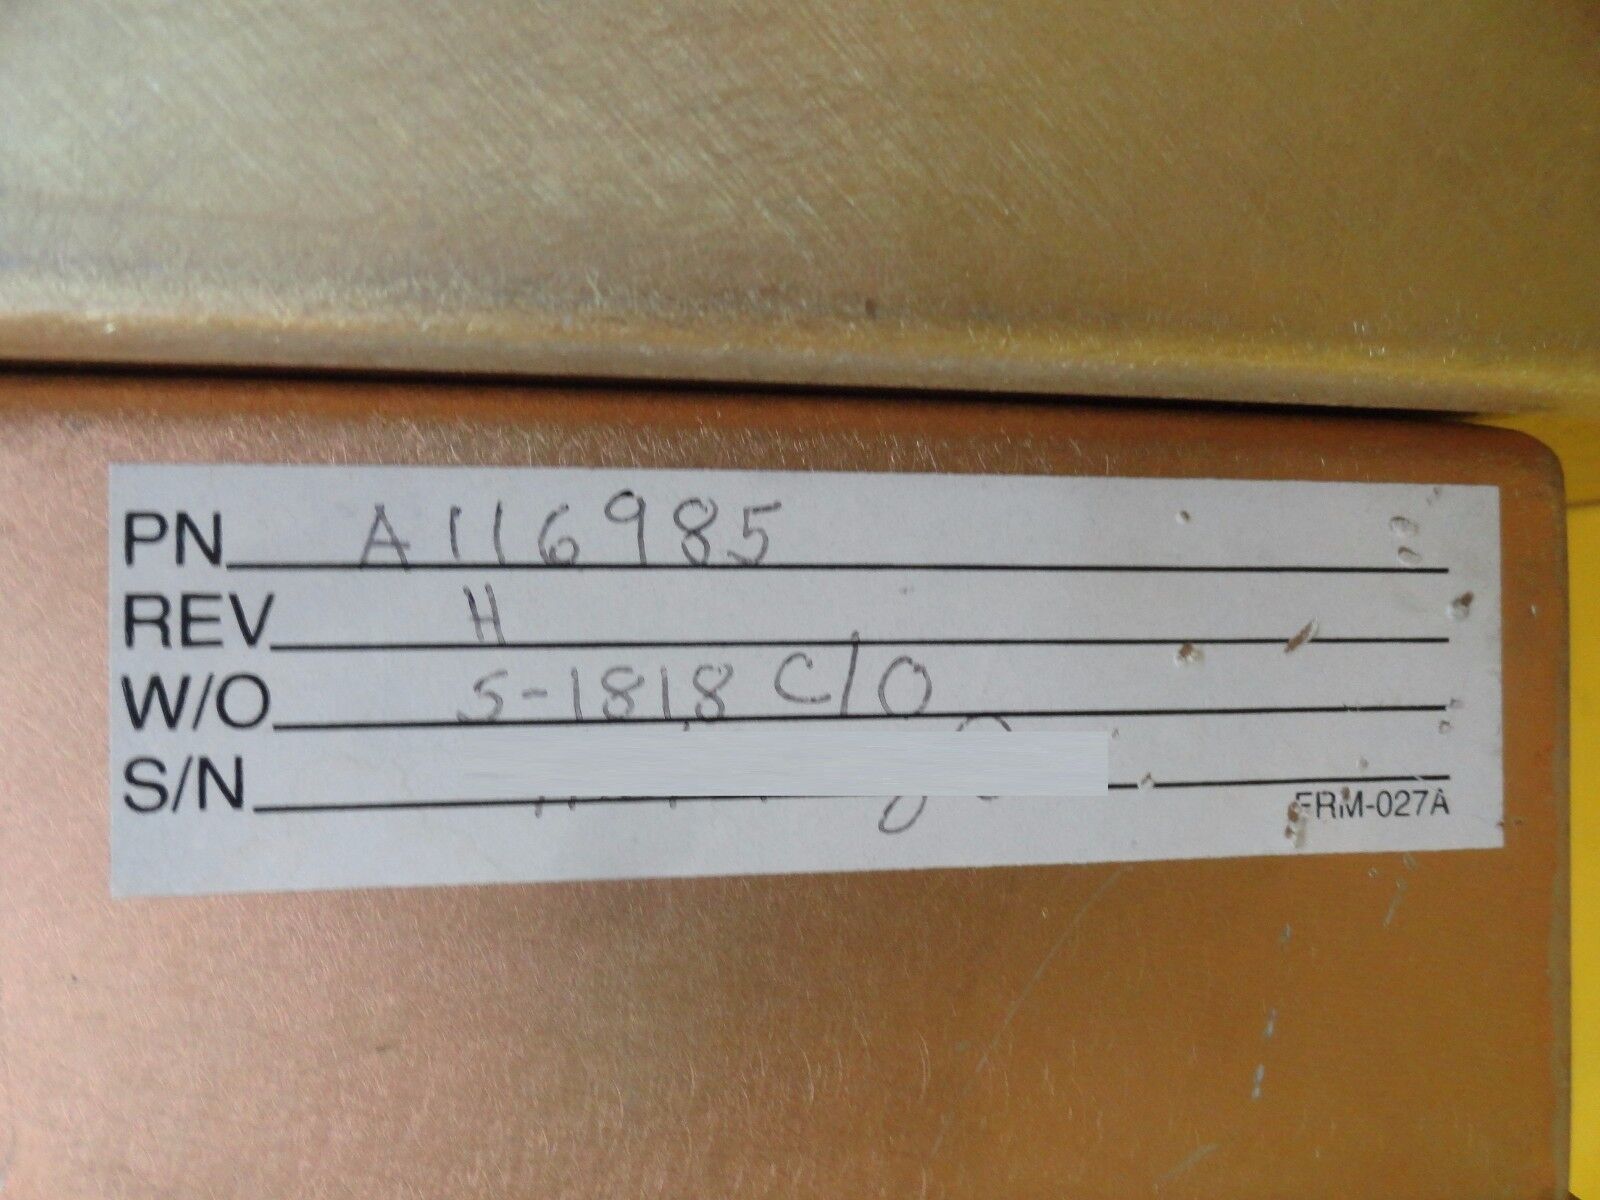 PN A116985
REV H
W/O S-1818 C/O
S/N
FRM-027A